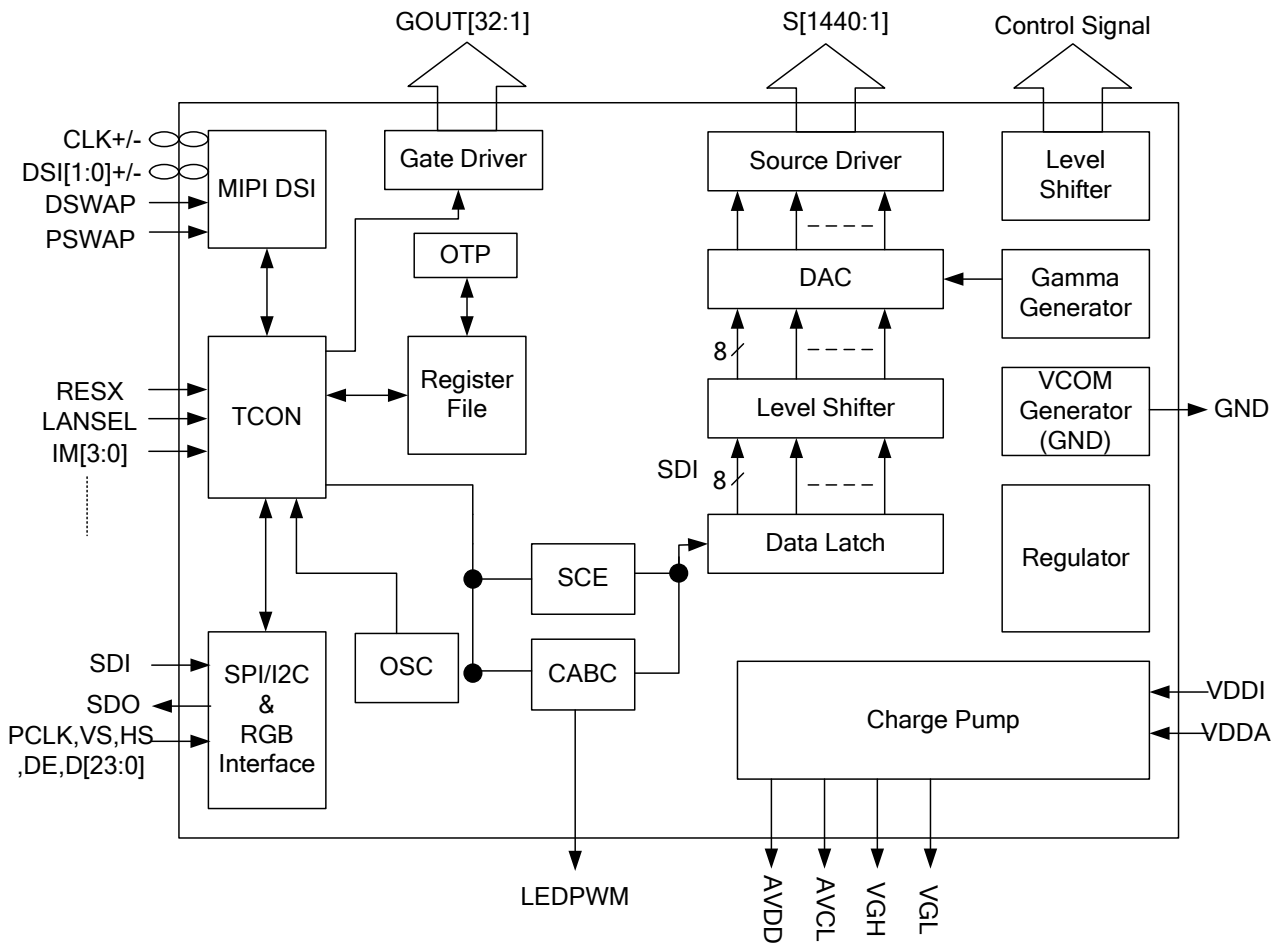 GOUT[32:1]
S[1440:1]
Control Signal
CLK+/-
DSI[1:0]+/-
DSWAP
PSWAP
MIPI DSI
Gate Driver
Source Driver
Level
Shifter
OTP
DAC
Gamma
Generator
8
RESX
LANSEL
IM[3:0]
TCON
Register
File
Level Shifter
VCOM
Generator
(GND)
GND
SDI
8
Data Latch
Regulator
SCE
OSC
CABC
SDI
SDO
PCLK,VS,HS
,DE,D[23:0]
SPI/I2C
&
RGB
Interface
Charge Pump
VDDI
VDDA
LEDPWM
AVDD
AVCL
VGH
VGL